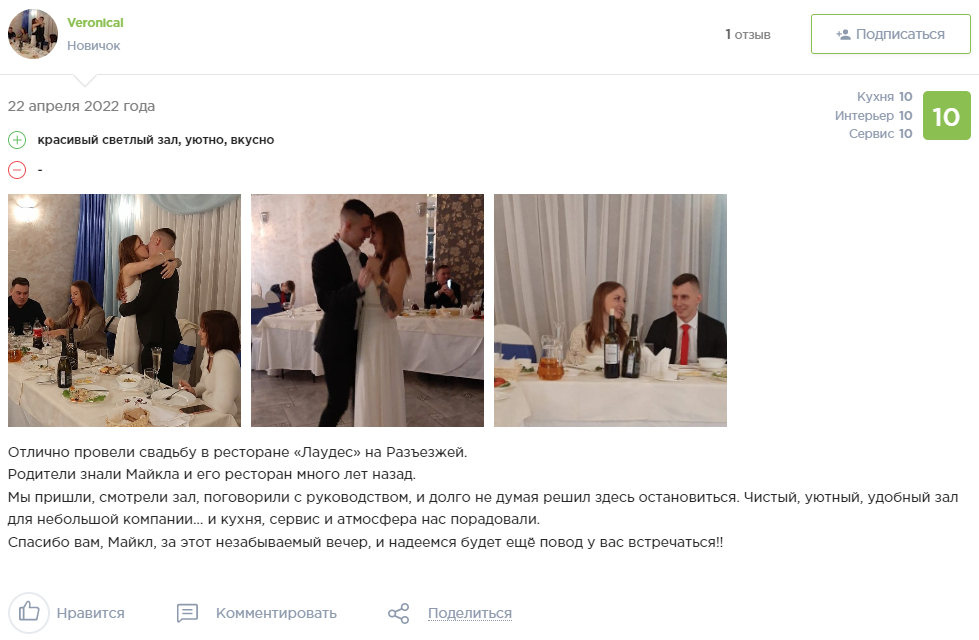 Veronical
Новичок
1 отзыв
Подписаться
22 апреля 2022 года
Кухня 10
Интерьер 10
Сервис 10
10
красивый светлый зал, уютно, вкусно
-
Отлично провели свадьбу в ресторане «Лаудес» на Разъезжей.
Родители знали Майкла и его ресторан много лет назад.
Мы пришли, смотрели зал, поговорили с руководством, и долго не думая решил здесь остановиться. Чистый, уютный, удобный зал
для небольшой компании... и кухня, сервис и атмосфера нас порадовали.
Спасибо вам, Майкл, за этот незабываемый вечер, и надеемся будет ещё повод у вас встречаться!!
Нравится
Комментировать
Поделиться